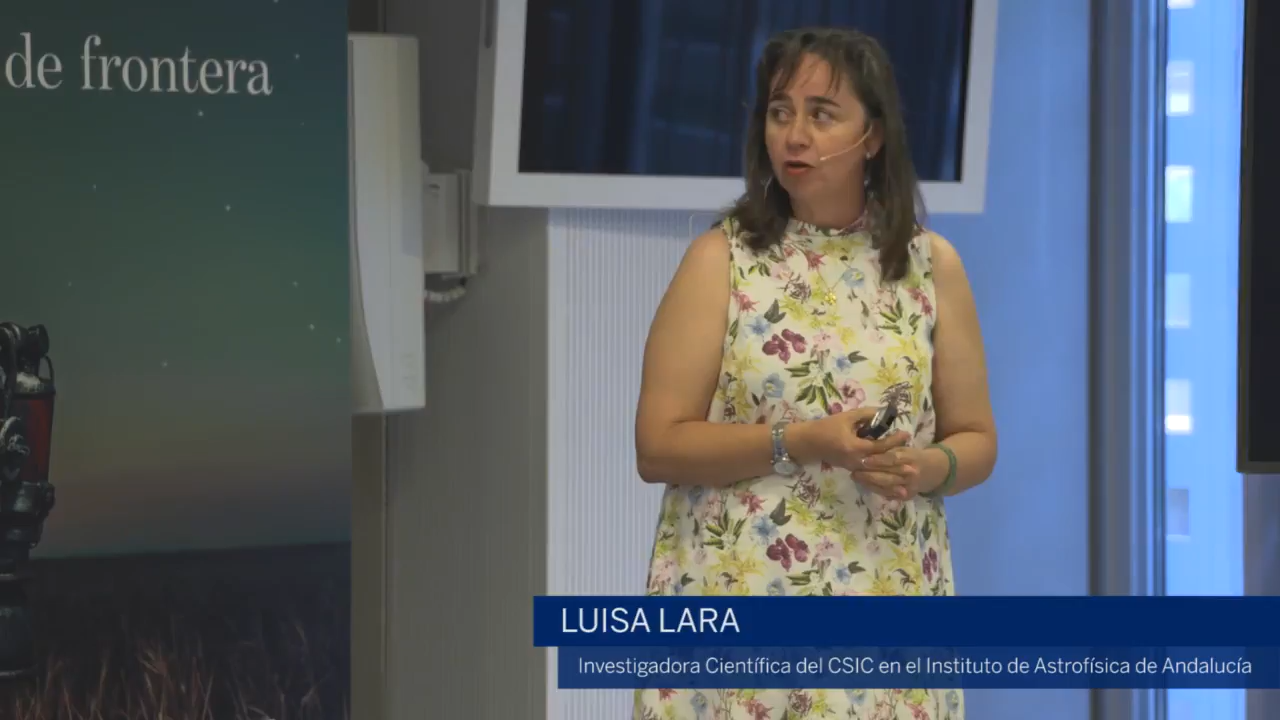 de frontera
LUISA LARA
Investigadora Científica del CSIC en el Instituto de Astrofísica de Andalucía